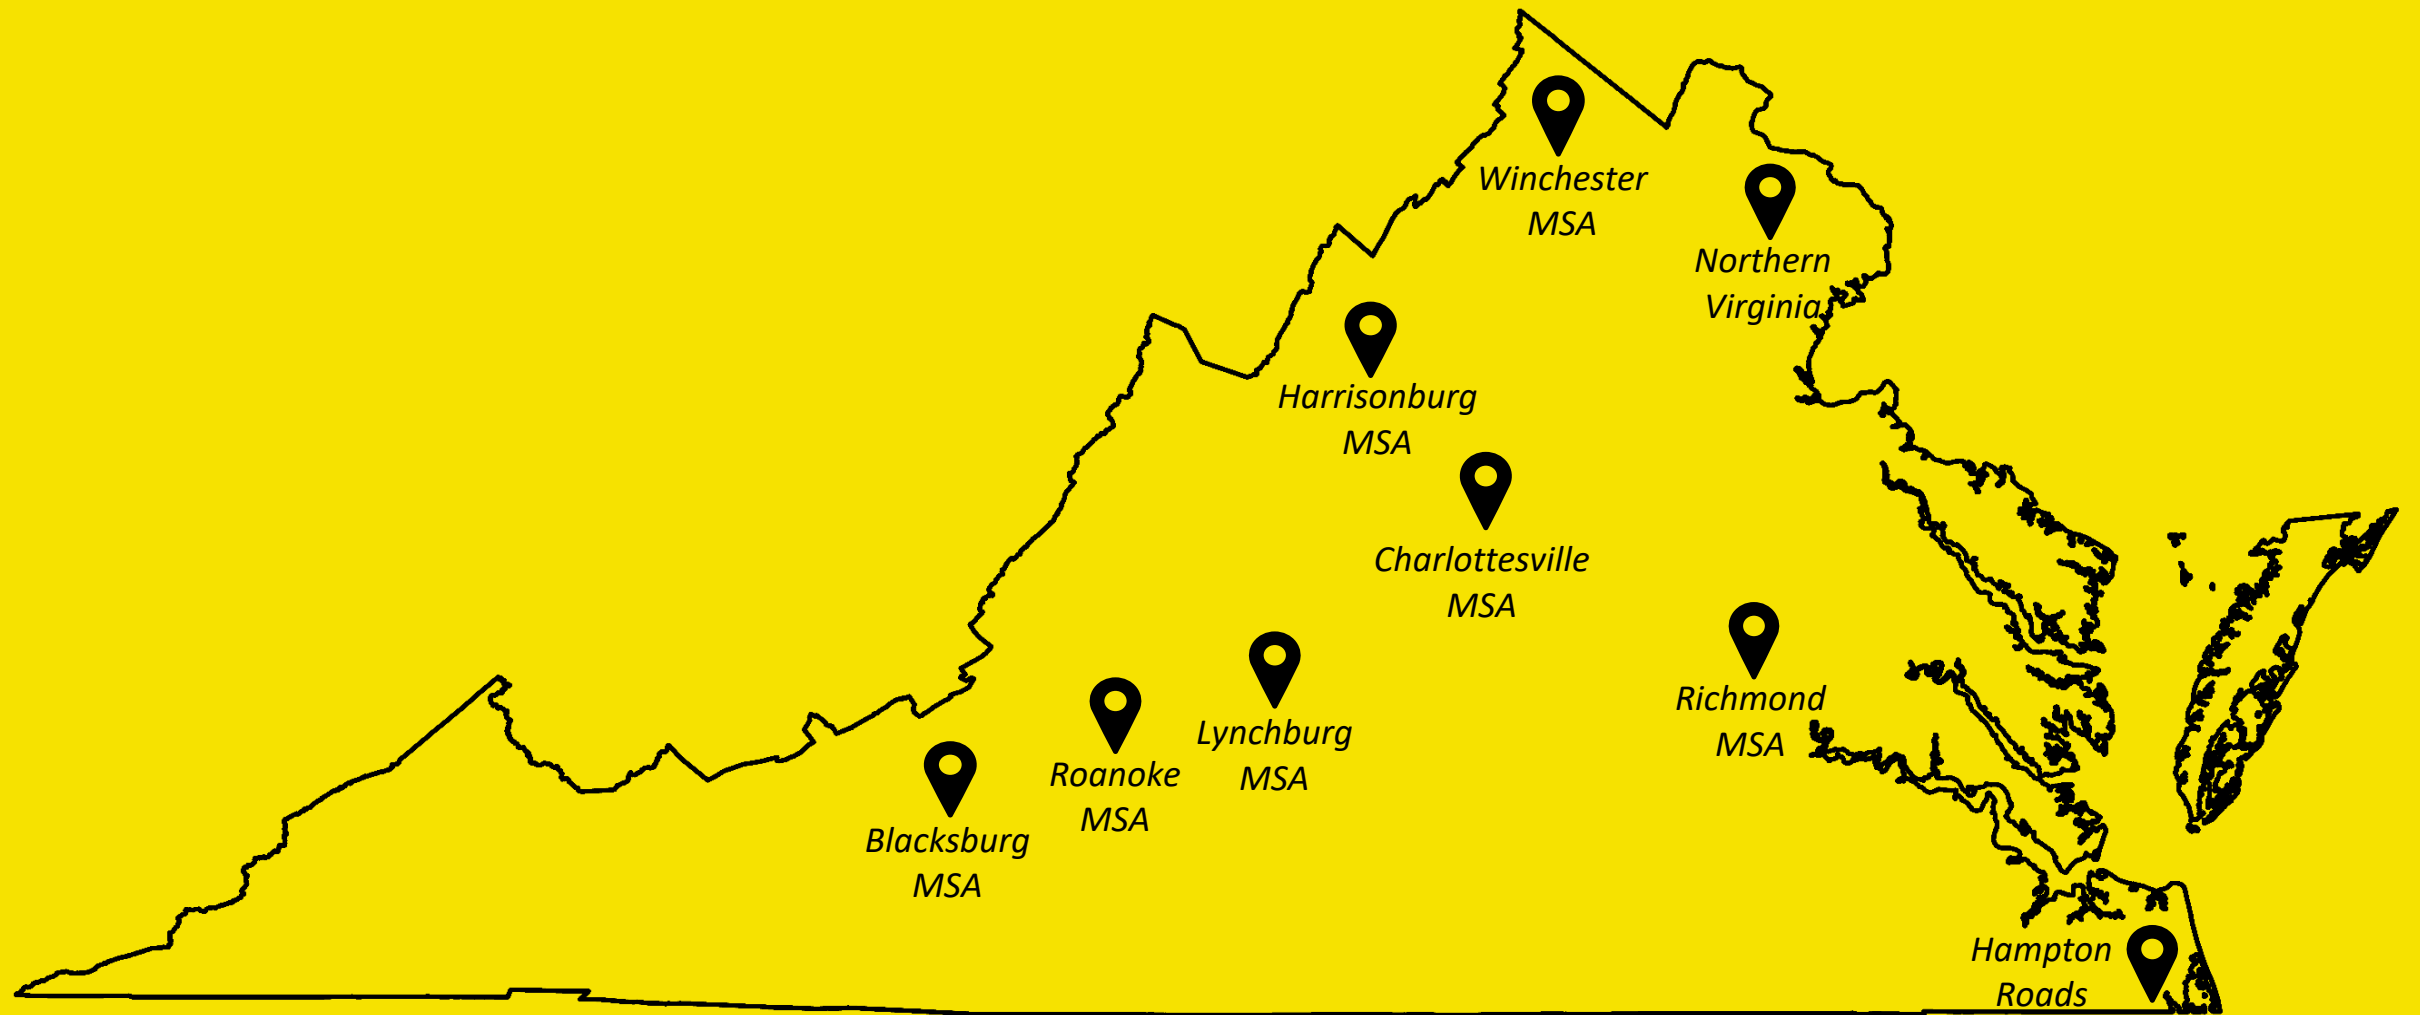 Winchester
MSA
Northern
Virginia
Harrisonburg
MSA
Charlottesville
MSA
Richmond
MSA
Lynchburg
MSA
Roanoke
MSA
Blacksburg
MSA
Hampton
Roads